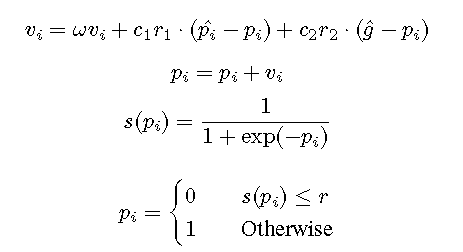 v_i = ωv_i + c_1r_1 · (p̂_i − p_i) + c_2r_2 · (ĝ − p_i)
p_i = p_i + v_i
s(p_i) = 1 / (1 + exp(−p_i))
p_i = { 0 s(p_i) ≤ r
1 Otherwise